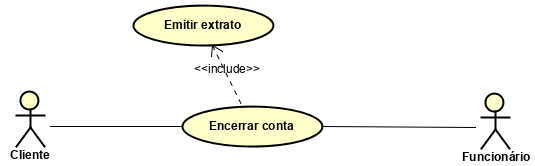 Emitir extrato
<<include>>
Encerrar conta
Cliente
Funcionário